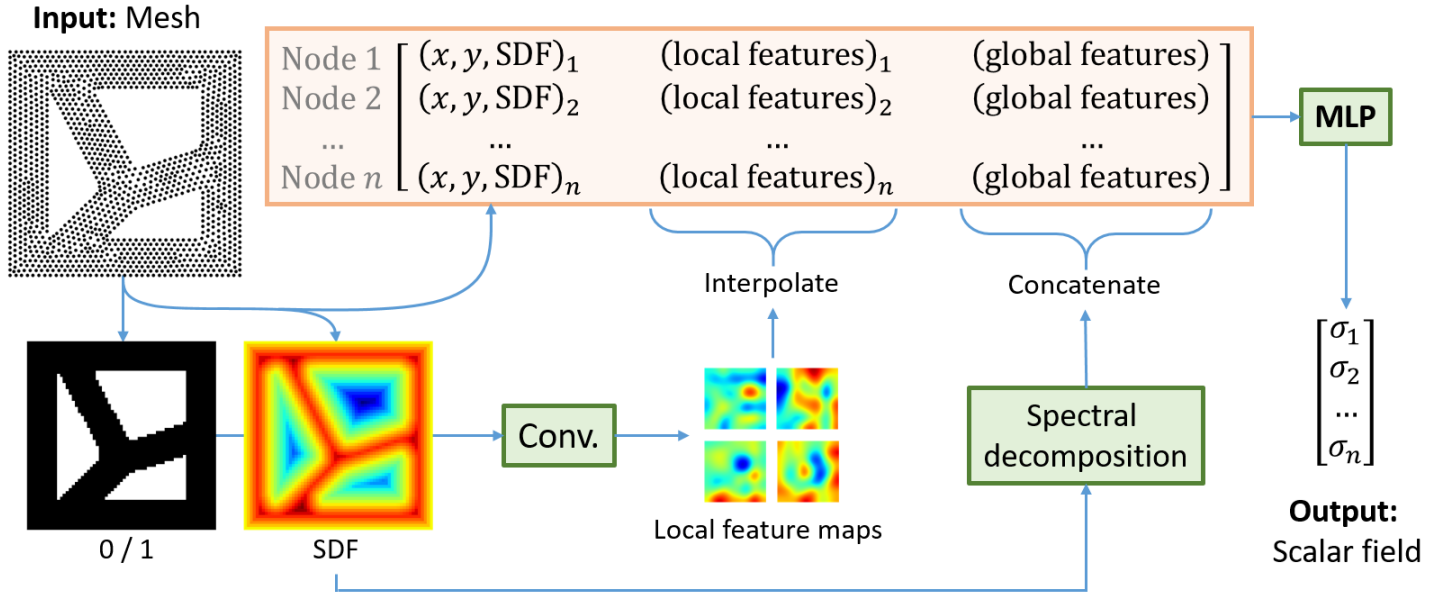 Input: Mesh
Node 1 [(x, y, SDF)₁ (local features)₁ (global features)]
Node 2 (x, y, SDF)₂ (local features)₂ (global features)
... ... ... ...
Node n (x, y, SDF)ₙ (local features)ₙ (global features)
MLP
Interpolate
Concatenate
Conv.
Spectral
decomposition
σ₁
σ₂
...
σₙ
Local feature maps
0 / 1
SDF
Output:
Scalar field